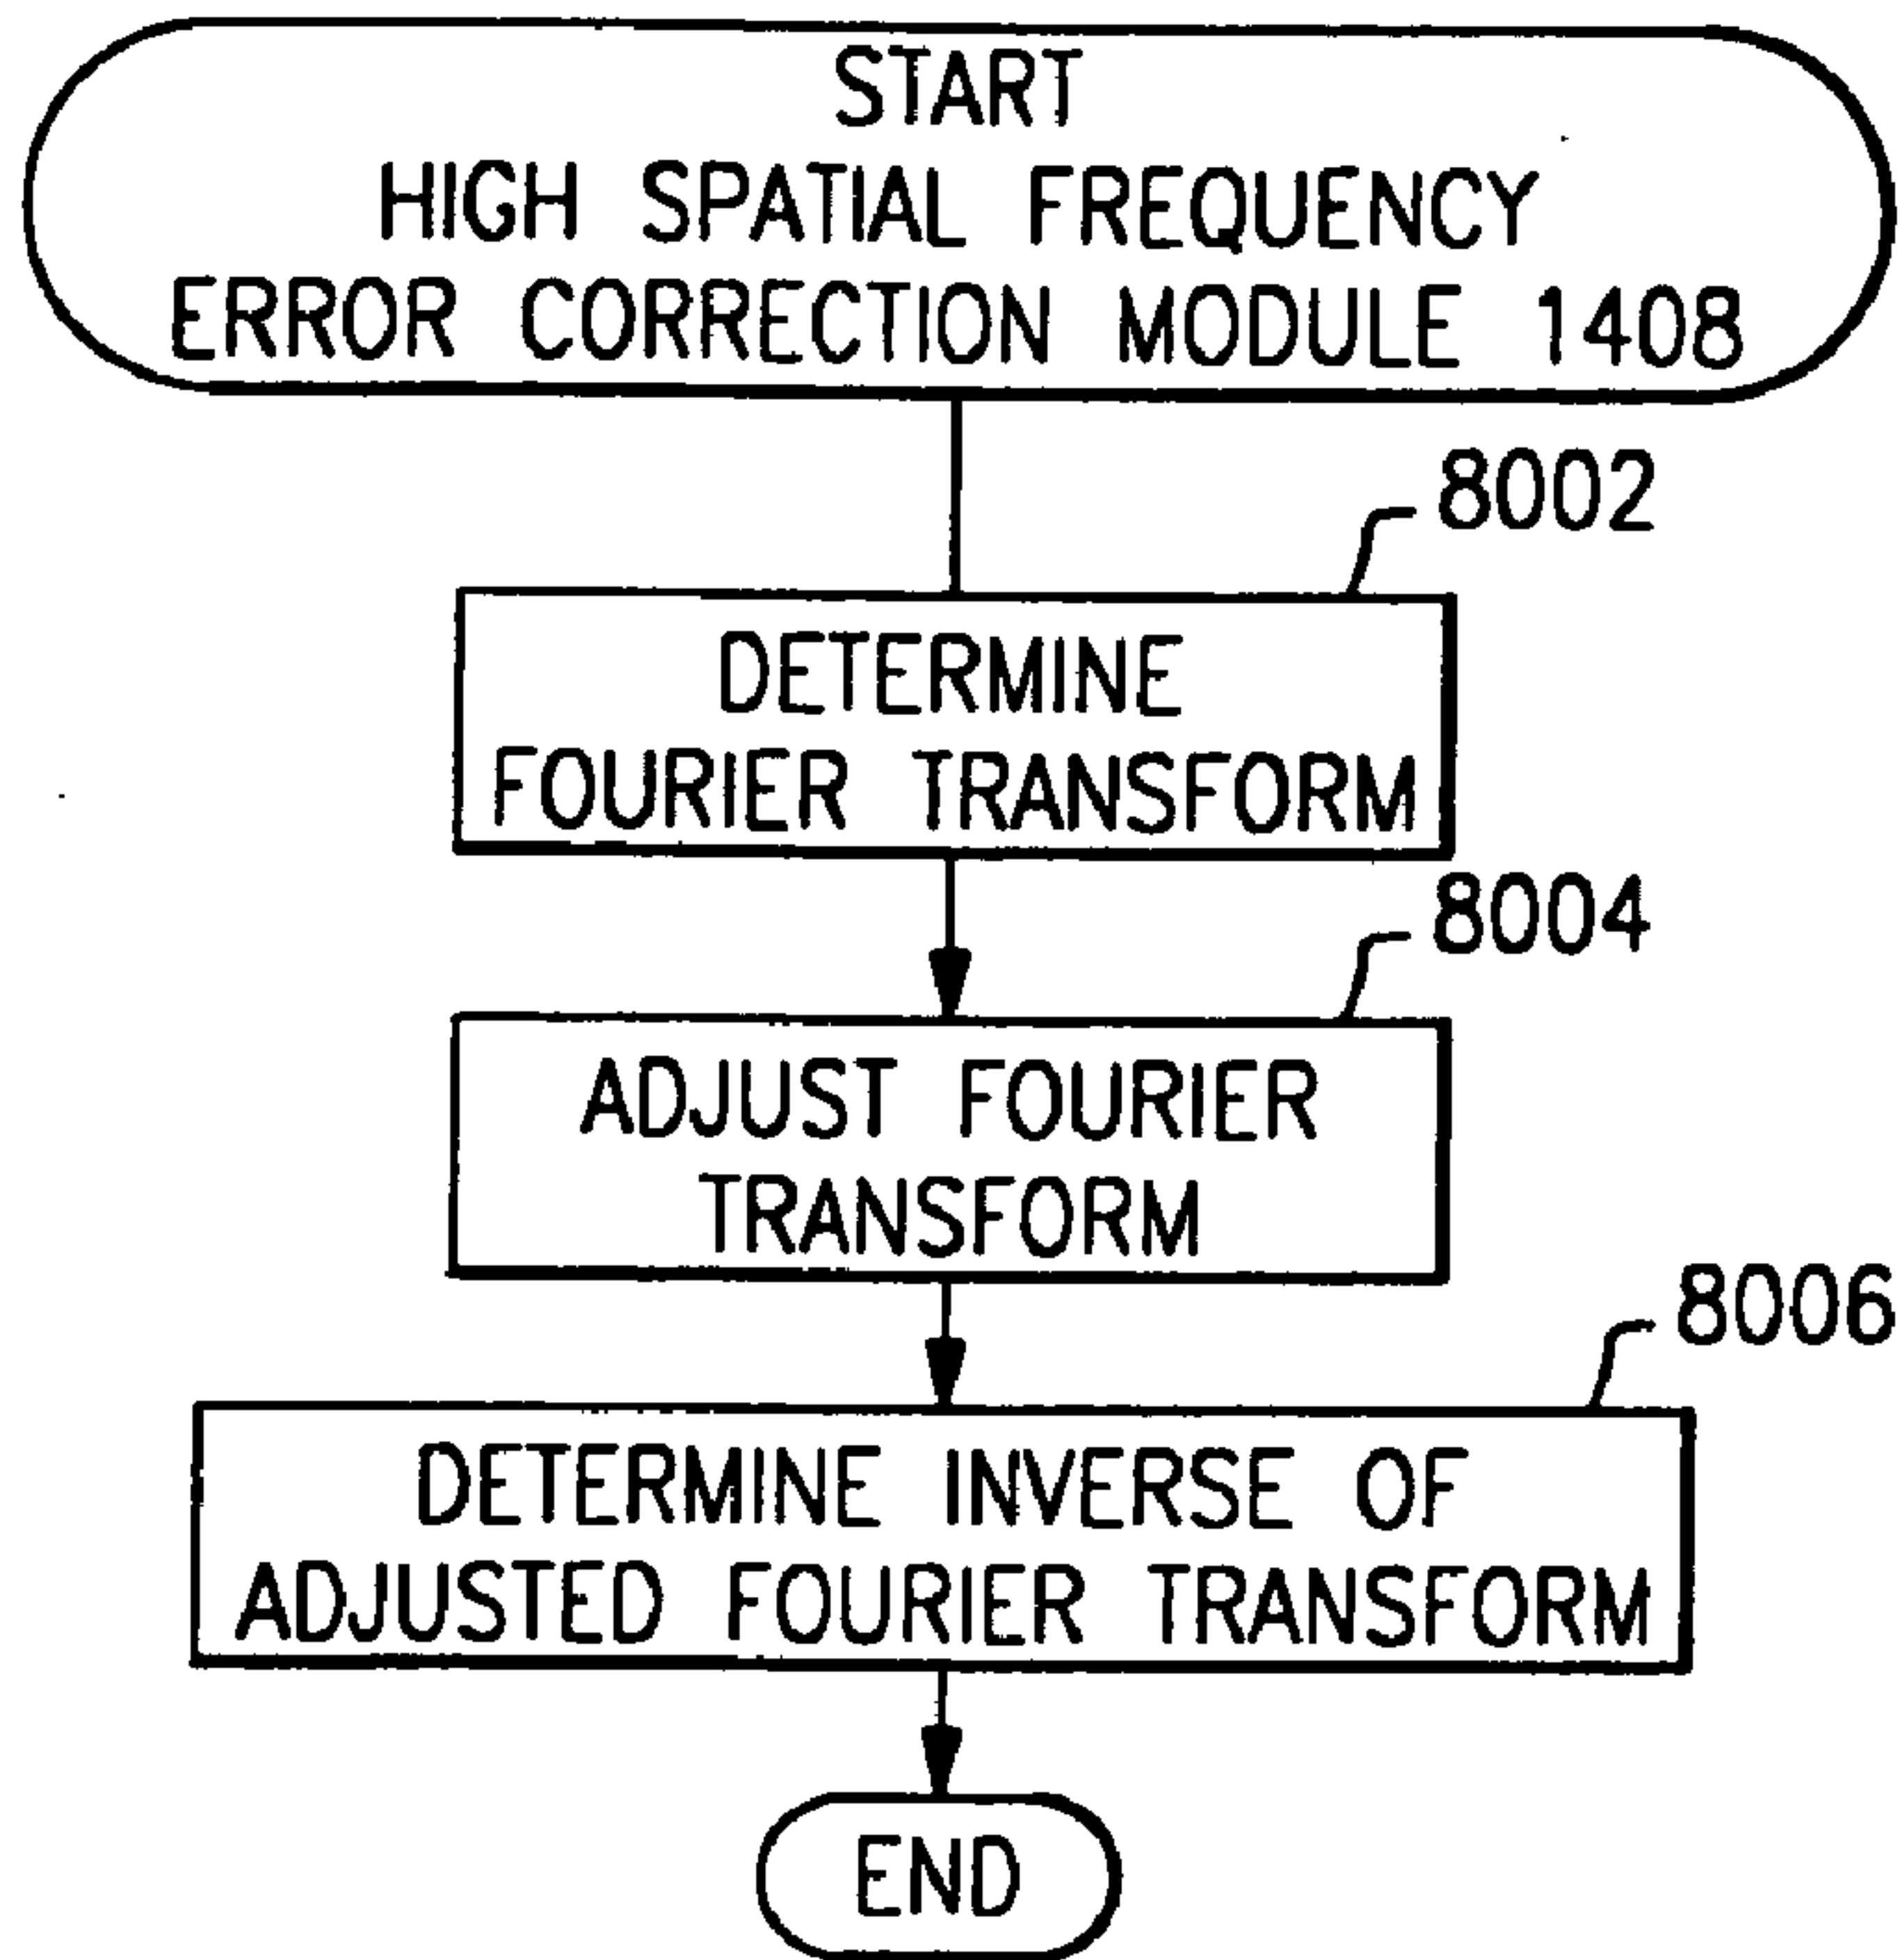 START
HIGH SPATIAL FREQUENCY
ERROR CORRECTION MODULE 1408
8002
DETERMINE
FOURIER TRANSFORM
8004
ADJUST FOURIER
TRANSFORM
8006
DETERMINE INVERSE OF
ADJUSTED FOURIER TRANSFORM
END